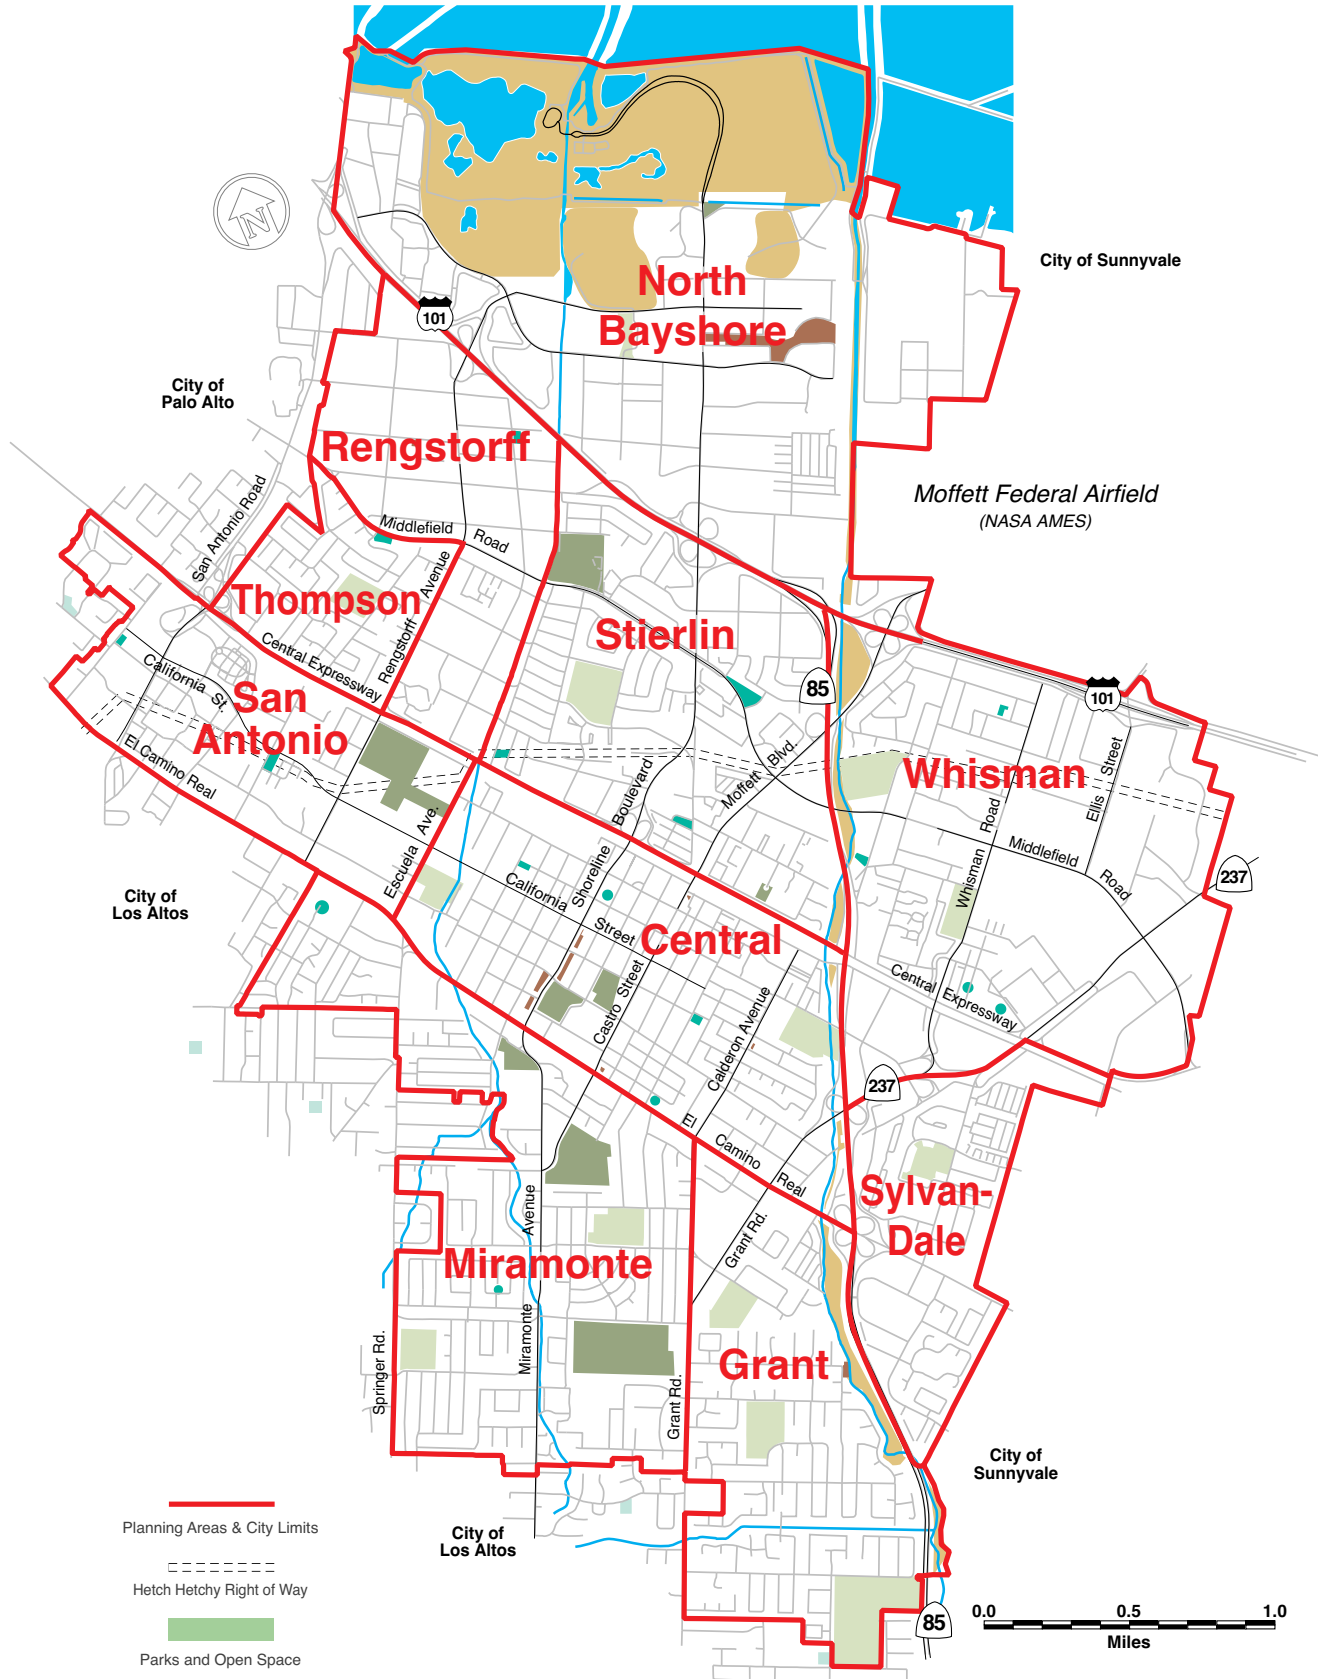 N
City of Sunnyvale
North
Bayshore
101
City of
Palo Alto
Rengstorff
Moffett Federal Airfield
(NASA AMES)
San Antonio Road
Middlefield
Road
Rengstorff
Avenue
Thompson
Central Expressway
Stierlin
85
101
California St.
San
Antonio
El Camino Real
Moffett Blvd.
Shoreline
Boulevard
Whisman
Whisman
Road
Ellis Street
Middlefield
Road
237
City of
Los Altos
Escuela Ave.
California
Street
Central
Castro Street
Calderon Avenue
Central Expressway
237
El
Camino
Real
Grant Rd.
Sylvan-
Dale
Miramonte
Avenue
Miramonte
Springer Rd.
Grant Rd.
Grant
City of
Sunnyvale
City of
Los Altos
85
Planning Areas & City Limits
Hetch Hetchy Right of Way
Parks and Open Space
0.0
0.5
1.0
Miles